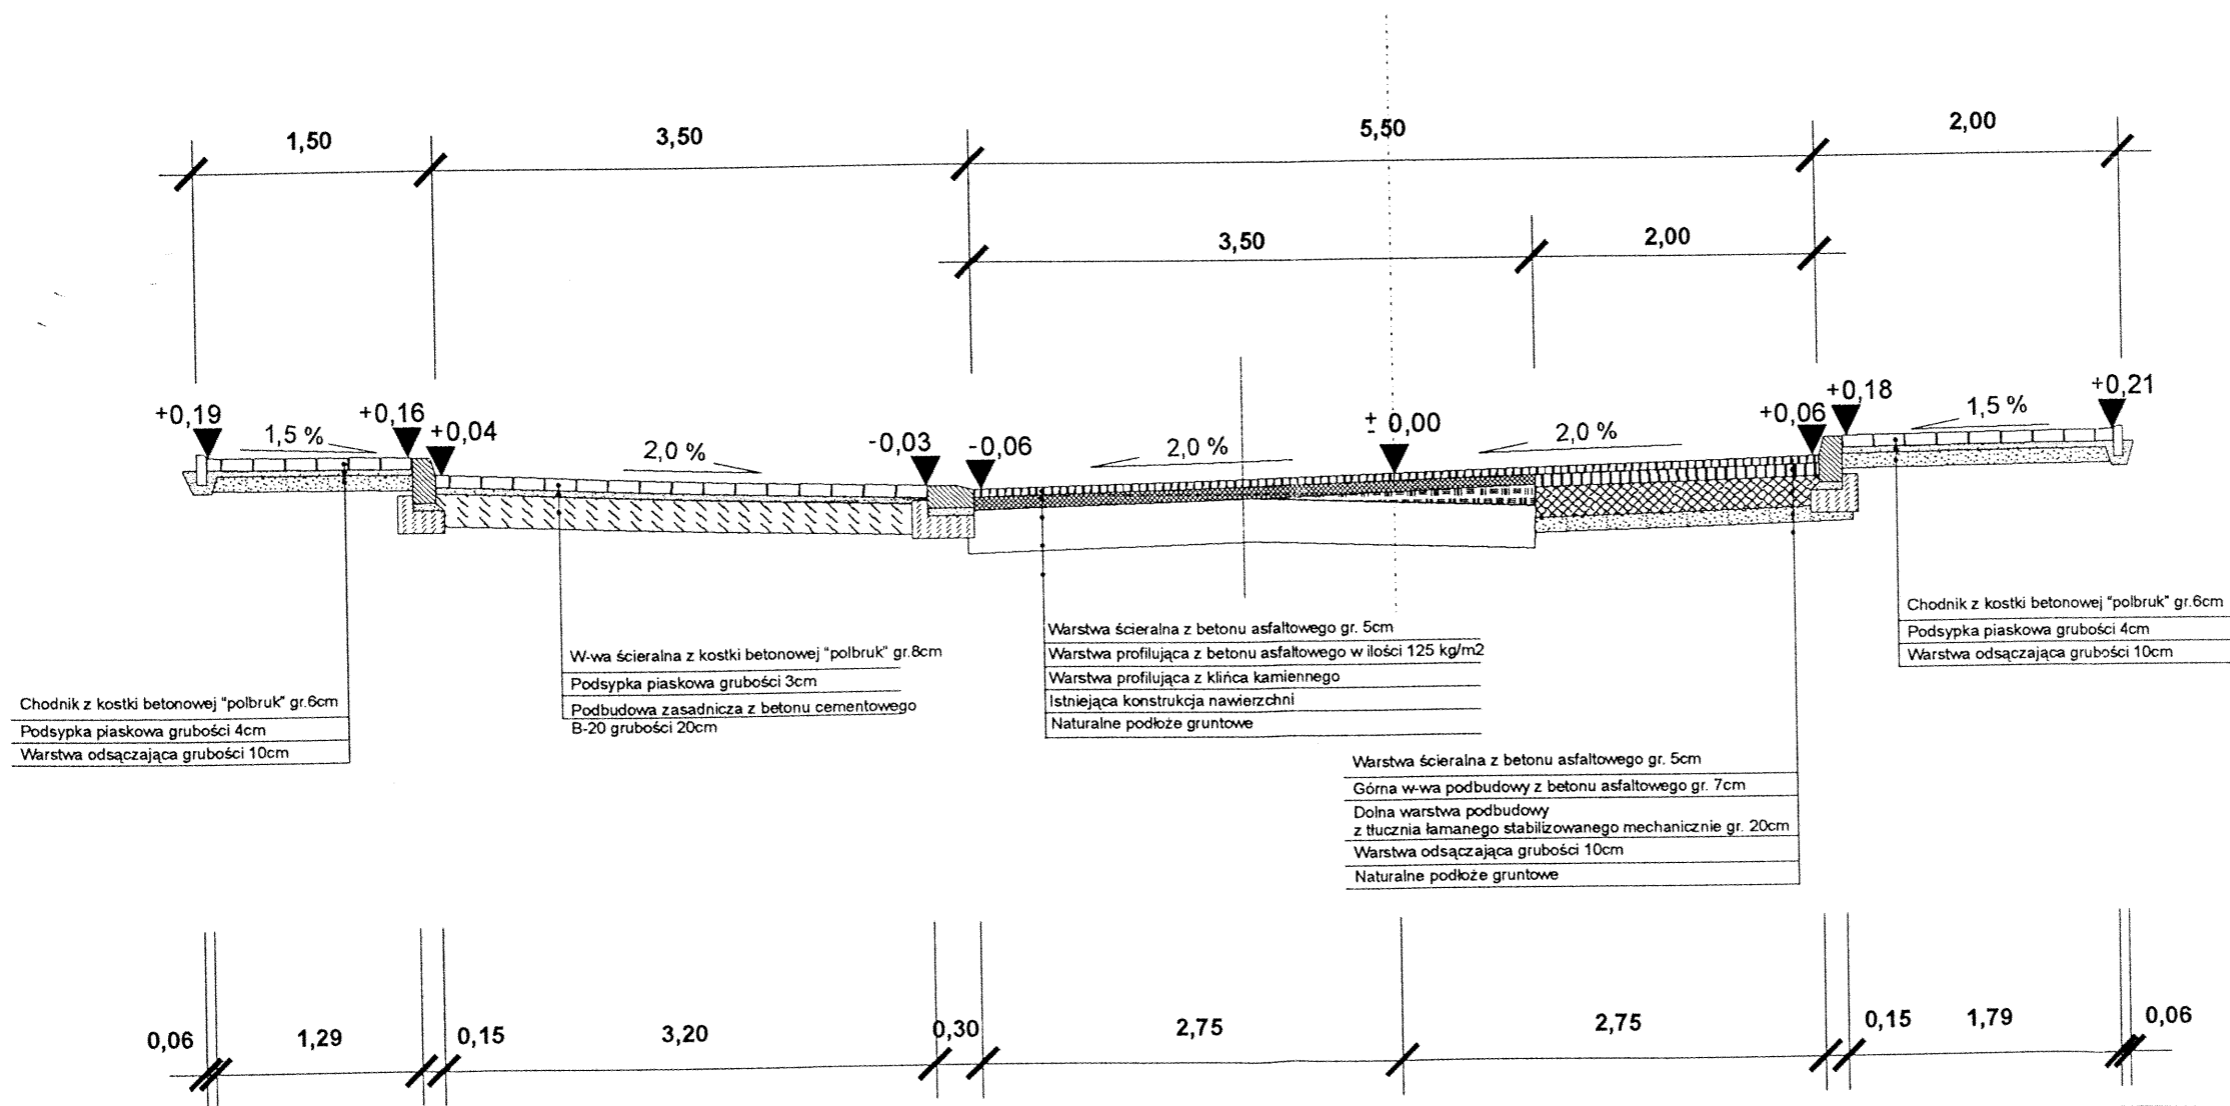 1,50 3,50 5,50 2,00
3,50 2,00
+0,19 1,5 % +0,16 +0,04 2,0 % -0,03 -0,06 2,0 % ± 0,00 2,0 % +0,06 +0,18 1,5 % +0,21
Chodnik z kostki betonowej "polbruk" gr.6cm
Podsypka piaskowa grubości 4cm
Warstwa odsączająca grubości 10cm
W-wa ścieralna z kostki betonowej "polbruk" gr.8cm
Podsypka piaskowa grubości 3cm
Podbudowa zasadnicza z betonu cementowego
B-20 grubości 20cm
Warstwa ścieralna z betonu asfaltowego gr. 5cm
Warstwa profilująca z betonu asfaltowego w ilości 125 kg/m2
Warstwa profilująca z klińca kamiennego
Istniejąca konstrukcja nawierzchni
Naturalne podłoże gruntowe
Warstwa ścieralna z betonu asfaltowego gr. 5cm
Górna w-wa podbudowy z betonu asfaltowego gr. 7cm
Dolna warstwa podbudowy
z tłucznia łamanego stabilizowanego mechanicznie gr. 20cm
Warstwa odsączająca grubości 10cm
Naturalne podłoże gruntowe
Chodnik z kostki betonowej "polbruk" gr.6cm
Podsypka piaskowa grubości 4cm
Warstwa odsączająca grubości 10cm
0,06 1,29 0,15 3,20 0,30 2,75 2,75 0,15 1,79 0,06